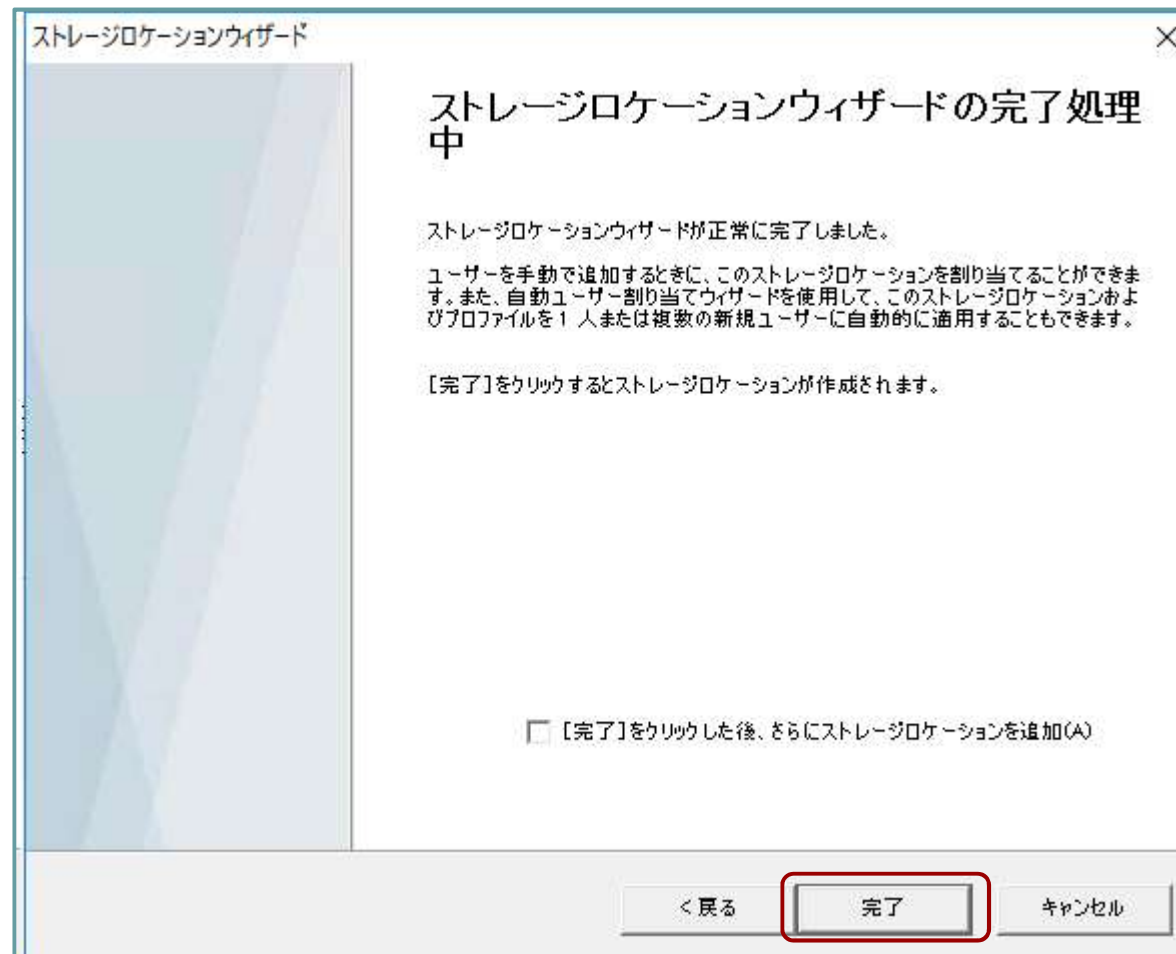 ストレージロケーションウィザード
ストレージロケーションウィザードの完了処理
中
ストレージロケーションウィザードが正常に完了しました。
ユーザーを手動で追加するときに、このストレージロケーションを割り当てることができま
す。また、自動ユーザー割り当てウィザードを使用して、このストレージロケーションおよ
びプロファイルを1 人または複数の新規ユーザーに自動的に適用することもできます。
[完了]をクリックするとストレージロケーションが作成されます。
[完了]をクリックした後、さらにストレージロケーションを追加(A)
< 戻る
完了
キャンセル